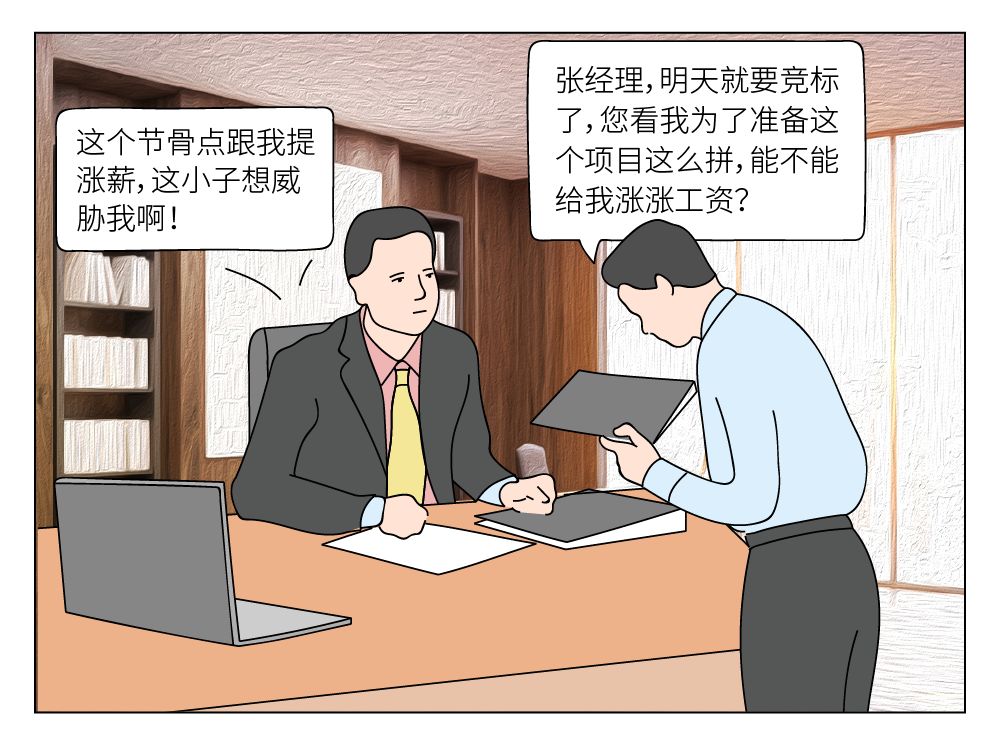 这个节骨点跟我提
涨薪，这小子想威
胁我啊！
张经理，明天就要竞标
了，您看我为了准备这
个项目这么拼，能不能
给我涨涨工资？